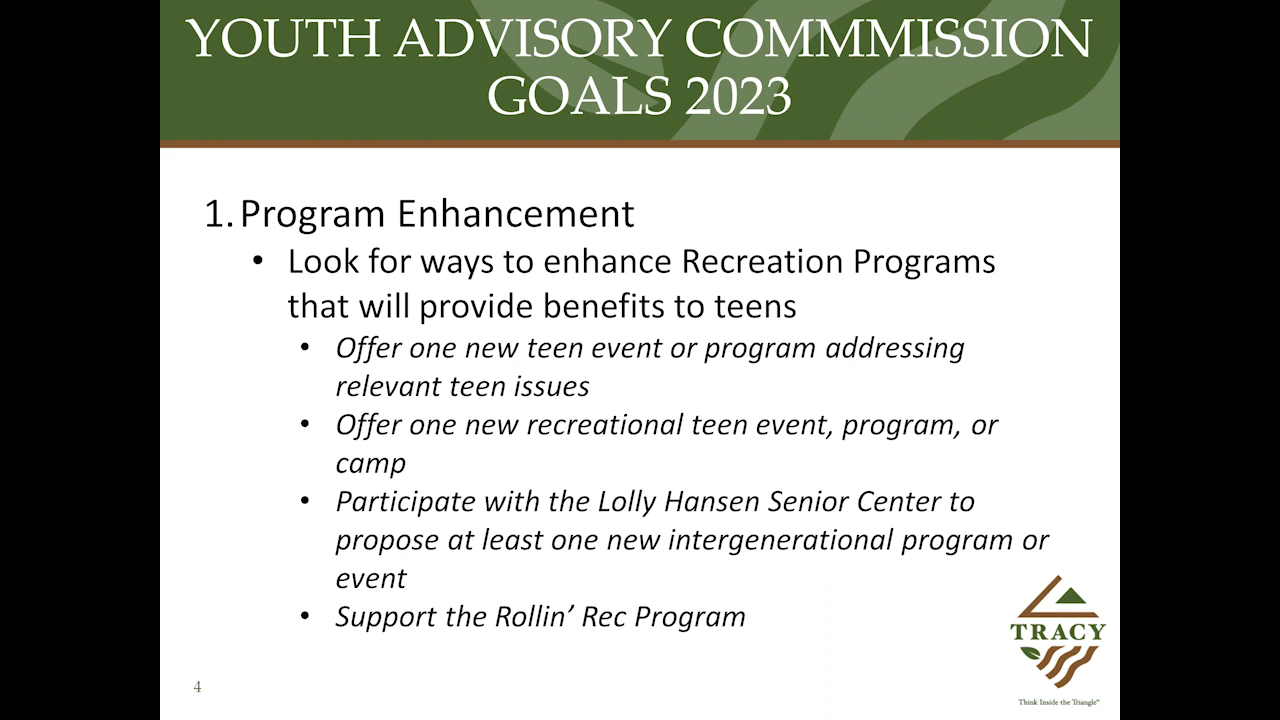 YOUTH ADVISORY COMMMISSION
GOALS 2023
1. Program Enhancement
• Look for ways to enhance Recreation Programs
that will provide benefits to teens
• Offer one new teen event or program addressing
relevant teen issues
• Offer one new recreational teen event, program, or
camp
• Participate with the Lolly Hansen Senior Center to
propose at least one new intergenerational program or
event
• Support the Rollin’ Rec Program
TRACY
Think Inside the Triangle™
4